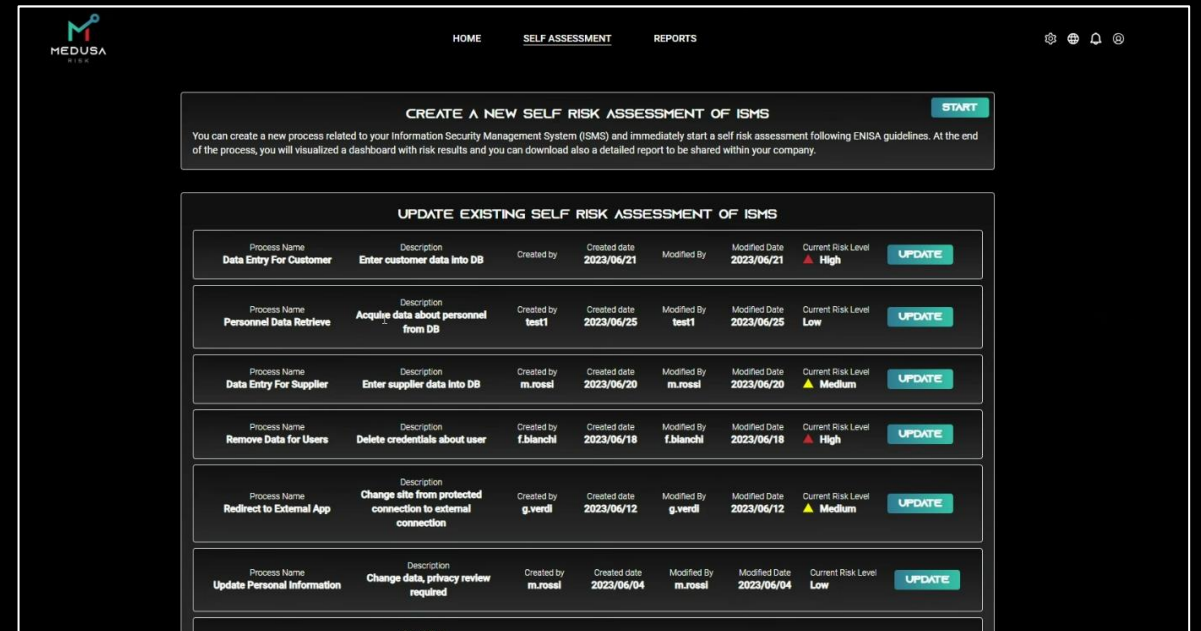 MEDUSA
RISK
HOME
SELF ASSESSMENT
REPORTS
CREATE A NEW SELF RISK ASSESSMENT OF ISMS
START
You can create a new process related to your Information Security Management System (ISMS) and immediately start a self risk assessment following ENISA guidelines. At the end
of the process, you will visualized a dashboard with risk results and you can download also a detailed report to be shared within your company.
UPDATE EXISTING SELF RISK ASSESSMENT OF ISMS
Process Name
Data Entry For Customer
Description
Enter customer data into DB
Created by
Created date
2023/06/21
Modified By
Modified Date
2023/06/21
Current Risk Level
High
UPDATE
Process Name
Personnel Data Retrieve
Description
Acquire data about personnel
from DB
Created by
test1
Created date
2023/06/25
Modified By
test1
Modified Date
2023/06/25
Current Risk Level
Low
UPDATE
Process Name
Data Entry For Supplier
Description
Enter supplier data into DB
Created by
m.rossi
Created date
2023/06/20
Modified By
m.rossi
Modified Date
2023/06/20
Current Risk Level
Medium
UPDATE
Process Name
Remove Data for Users
Description
Delete credentials about user
Created by
f.bianchi
Created date
2023/06/18
Modified By
f.bianchi
Modified Date
2023/06/18
Current Risk Level
High
UPDATE
Process Name
Redirect to External App
Description
Change site from protected
connection to external
connection
Created by
g.verdi
Created date
2023/06/12
Modified By
g.verdi
Modified Date
2023/06/12
Current Risk Level
Medium
UPDATE
Process Name
Update Personal Information
Description
Change data, privacy review
required
Created by
m.rossi
Created date
2023/06/04
Modified By
m.rossi
Modified Date
2023/06/04
Current Risk Level
Low
UPDATE